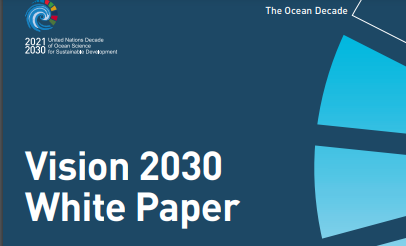 The Ocean Decade
2021 United Nations Decade
of Ocean Science
2030 for Sustainable Development
Vision 2030
White Paper